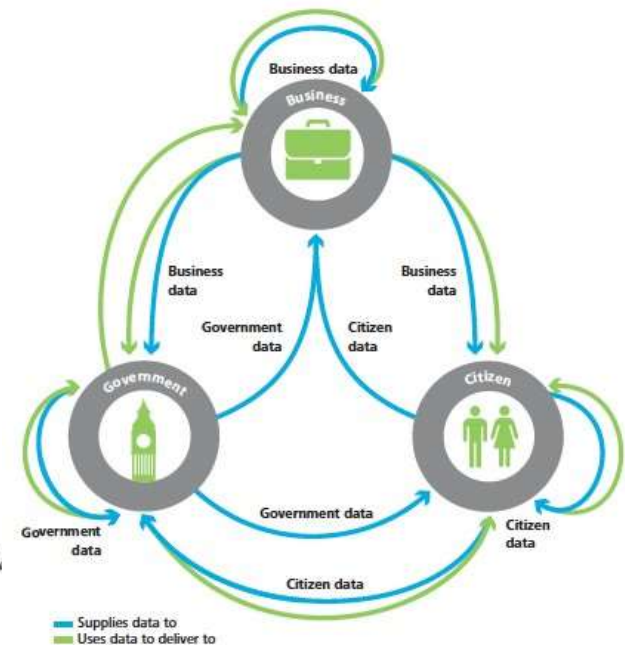 Business data
Business
Business
data
Business
data
Government
data
Citizen
data
Government
Citizen
Government data
Government
data
Citizen
data
Citizen data
Supplies data to
Uses data to deliver to